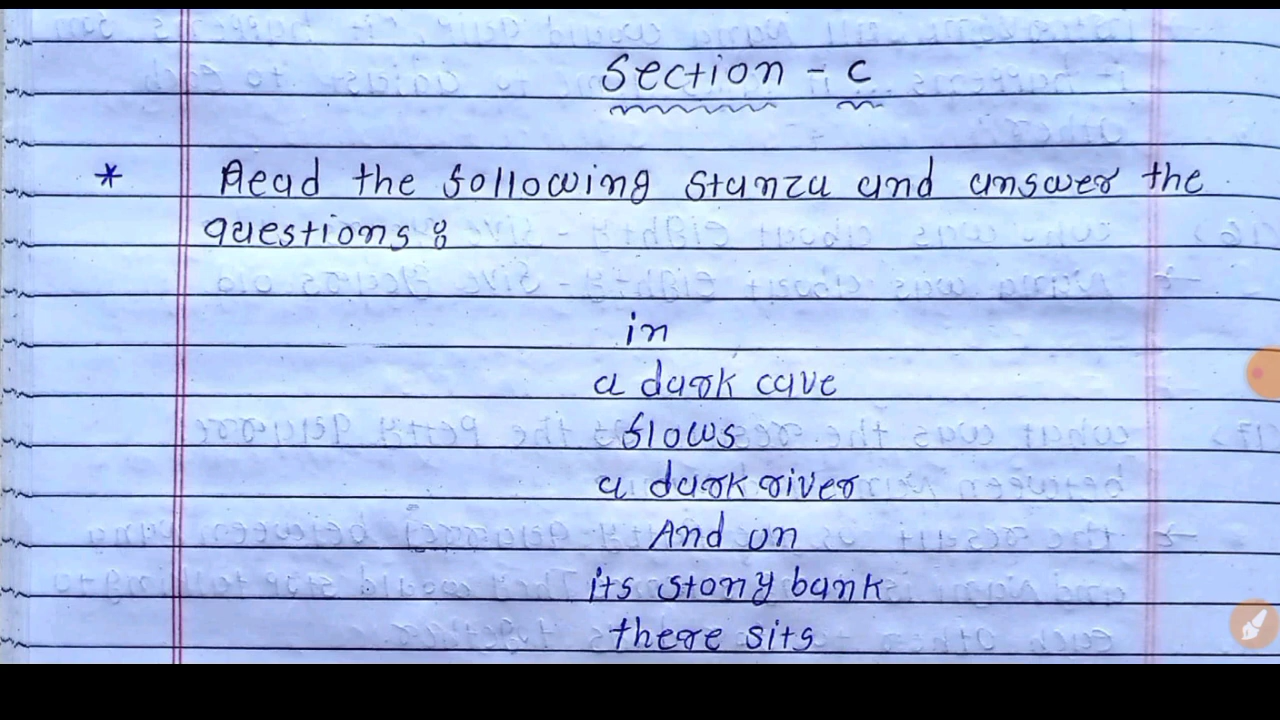 Section - C
* Read the following stanza and answer the
questions:
in
a dark cave
flows
a dark river
And on
its stony bank
there sits